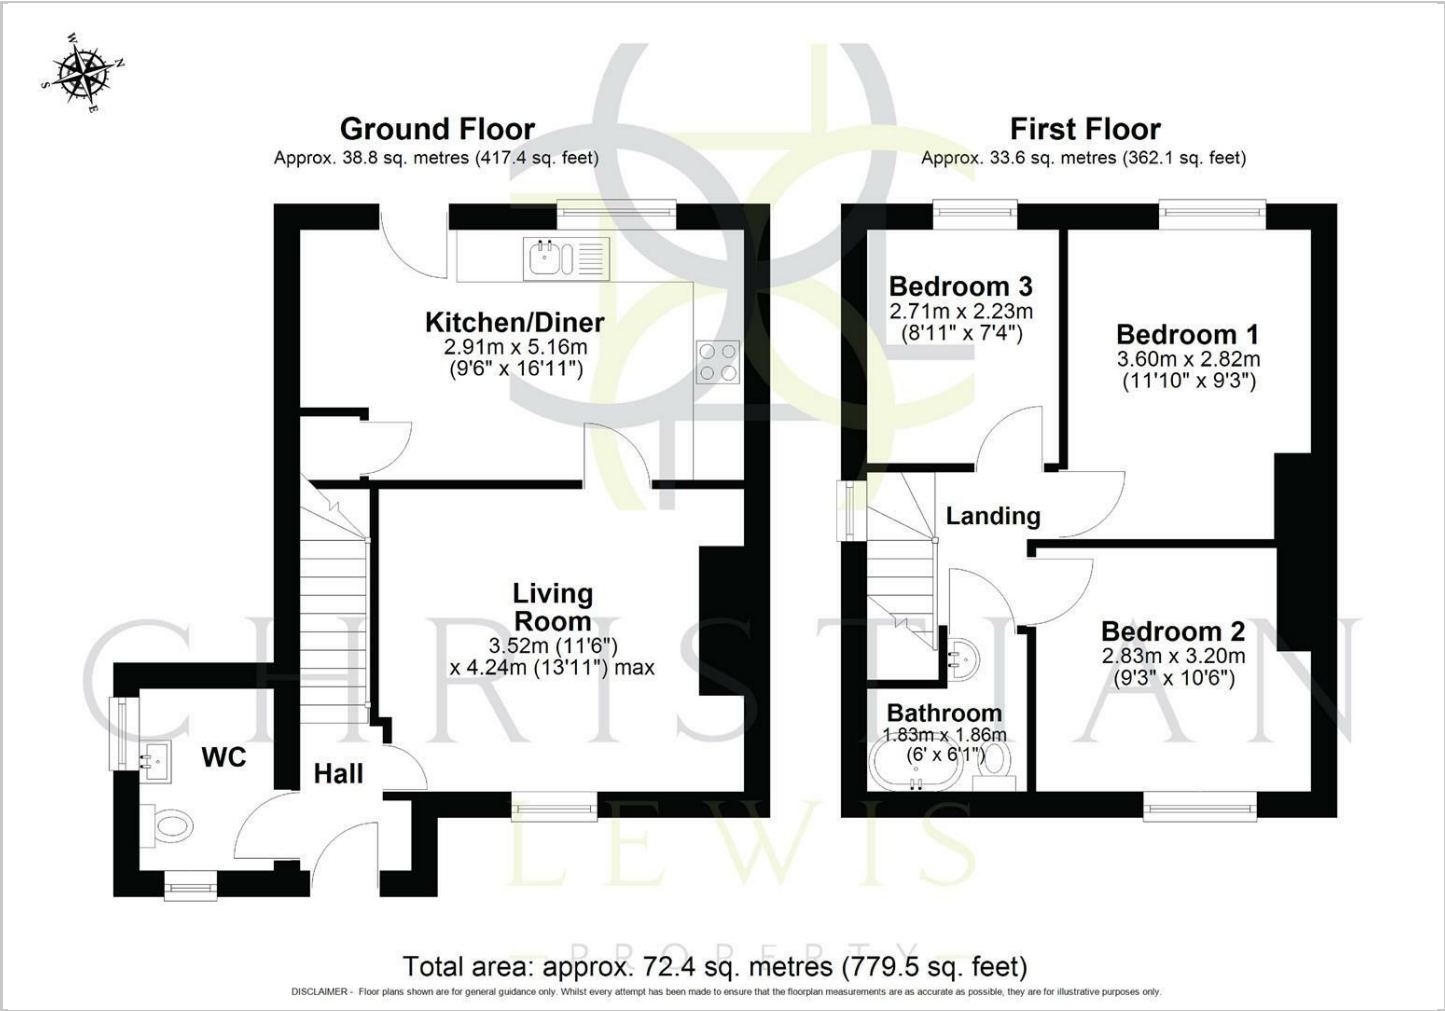 W
N
S
E
Ground Floor
Approx. 38.8 sq. metres (417.4 sq. feet)
First Floor
Approx. 33.6 sq. metres (362.1 sq. feet)
Kitchen/Diner
2.91m x 5.16m
(9'6" x 16'11")
Bedroom 3
2.71m x 2.23m
(8'11" x 7'4")
Bedroom 1
3.60m x 2.82m
(11'10" x 9'3")
Landing
Living
Room
3.52m (11'6")
x 4.24m (13'11") max
Bedroom 2
2.83m x 3.20m
(9'3" x 10'6")
Bathroom
1.83m x 1.86m
(6' x 6'1")
WC
Hall
CHRISTIAN
LEWIS
PROPERTY
Total area: approx. 72.4 sq. metres (779.5 sq. feet)
DISCLAIMER - Floor plans shown are for general guidance only. Whilst every attempt has been made to ensure that the floorplan measurements are as accurate as possible, they are for illustrative purposes only.